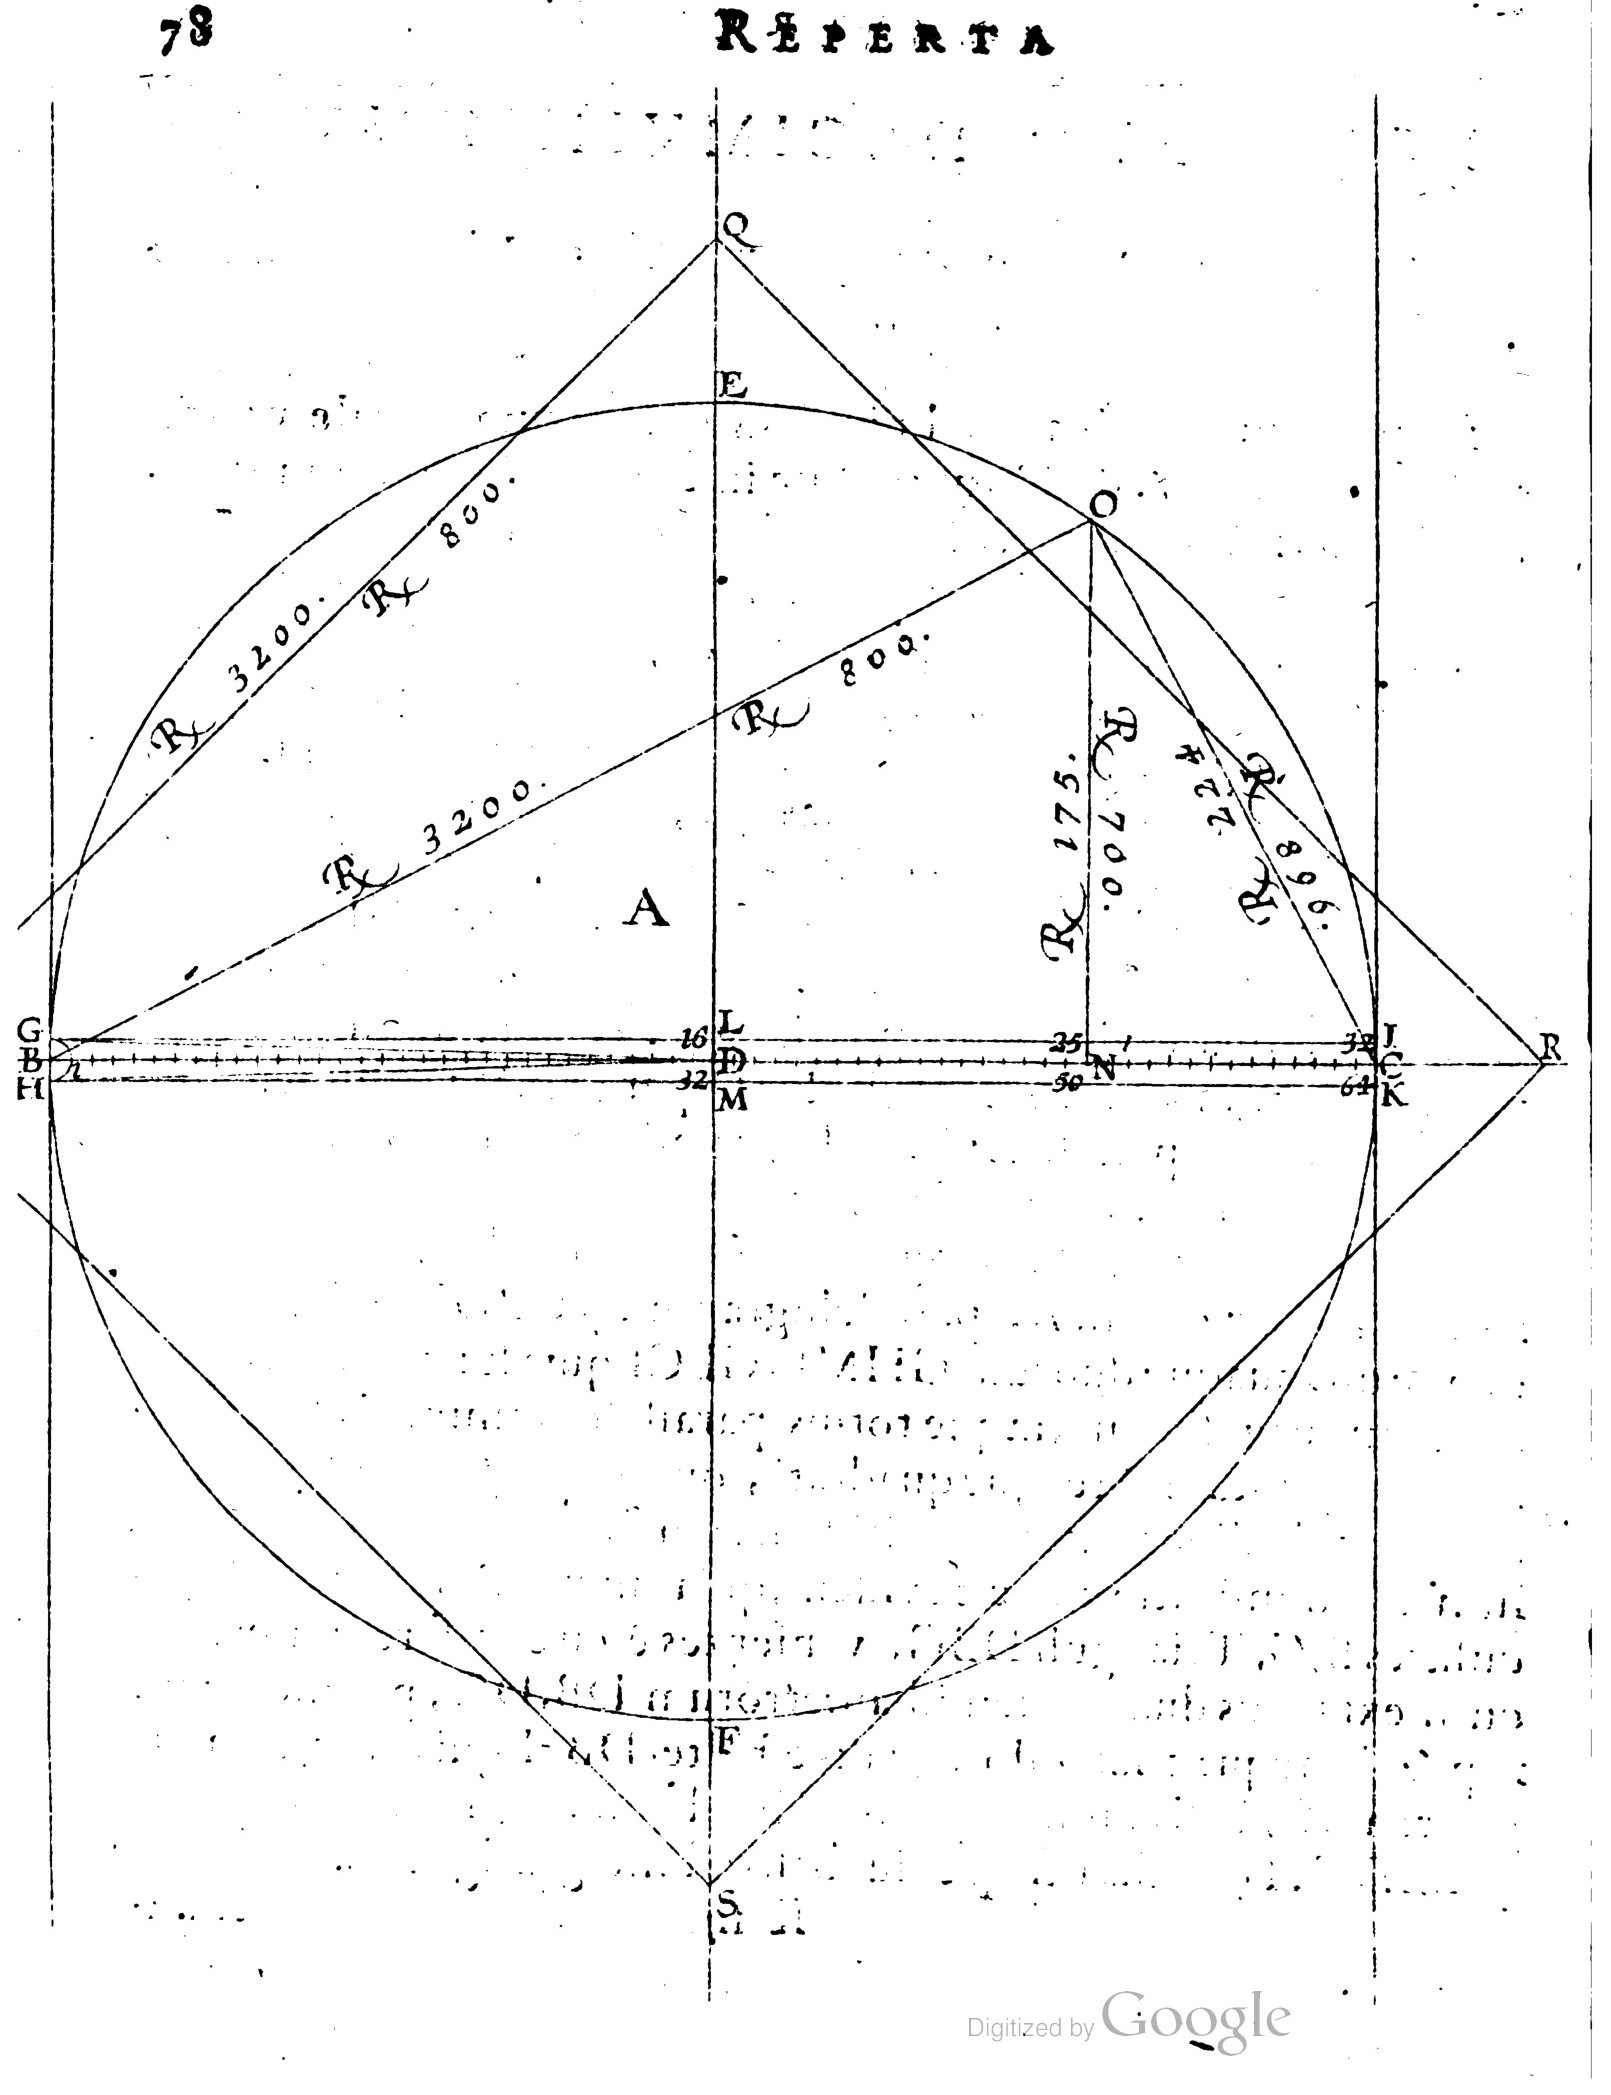 78 REPERTA
Q
E
℞ 3200. ℞ 800.
O
℞ 3200. ℞ 800.
℞ 175.
℞ 700.
℞ 224
℞ 896.
A
G 16 L 25 32 I
B D N C R
H 32 M 50 64 K
F
S
Digitized by Google